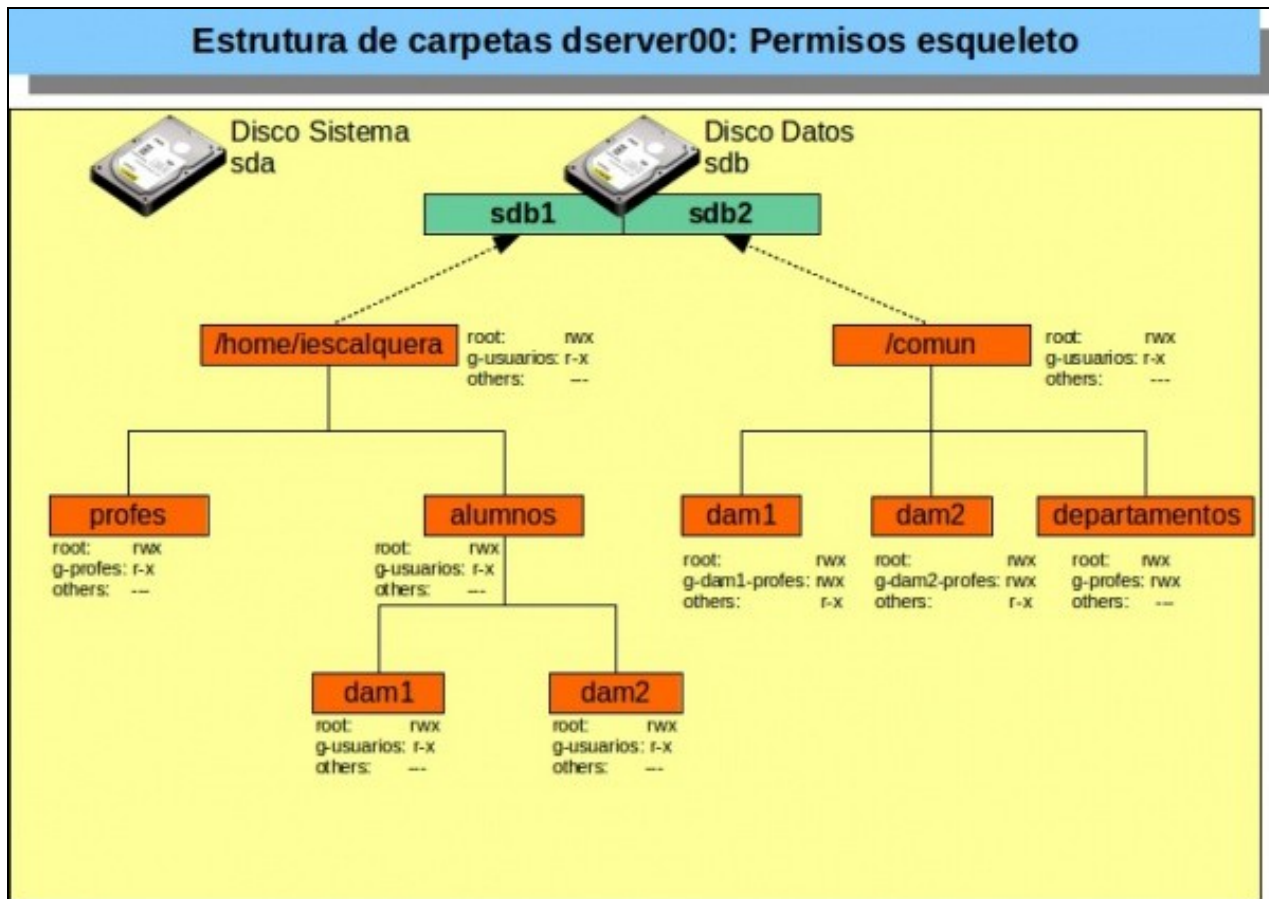 Estrutura de carpetas dserver00: Permisos esqueleto
Disco Sistema
sda
Disco Datos
sdb
sdb1
sdb2
/home/iescalquera
root: rwx
g-usuarios: r-x
others: ---
/comun
root: rwx
g-usuarios: r-x
others: ---
profes
root: rwx
g-profes: r-x
others: ---
alumnos
root: rwx
g-usuarios: r-x
others: ---
dam1
root: rwx
g-dam1-profes: rwx
others: r-x
dam2
root: rwx
g-dam2-profes: rwx
others: r-x
departamentos
root: rwx
g-profes: rwx
others: ---
dam1
root: rwx
g-usuarios: r-x
others: ---
dam2
root: rwx
g-usuarios: r-x
others: ---